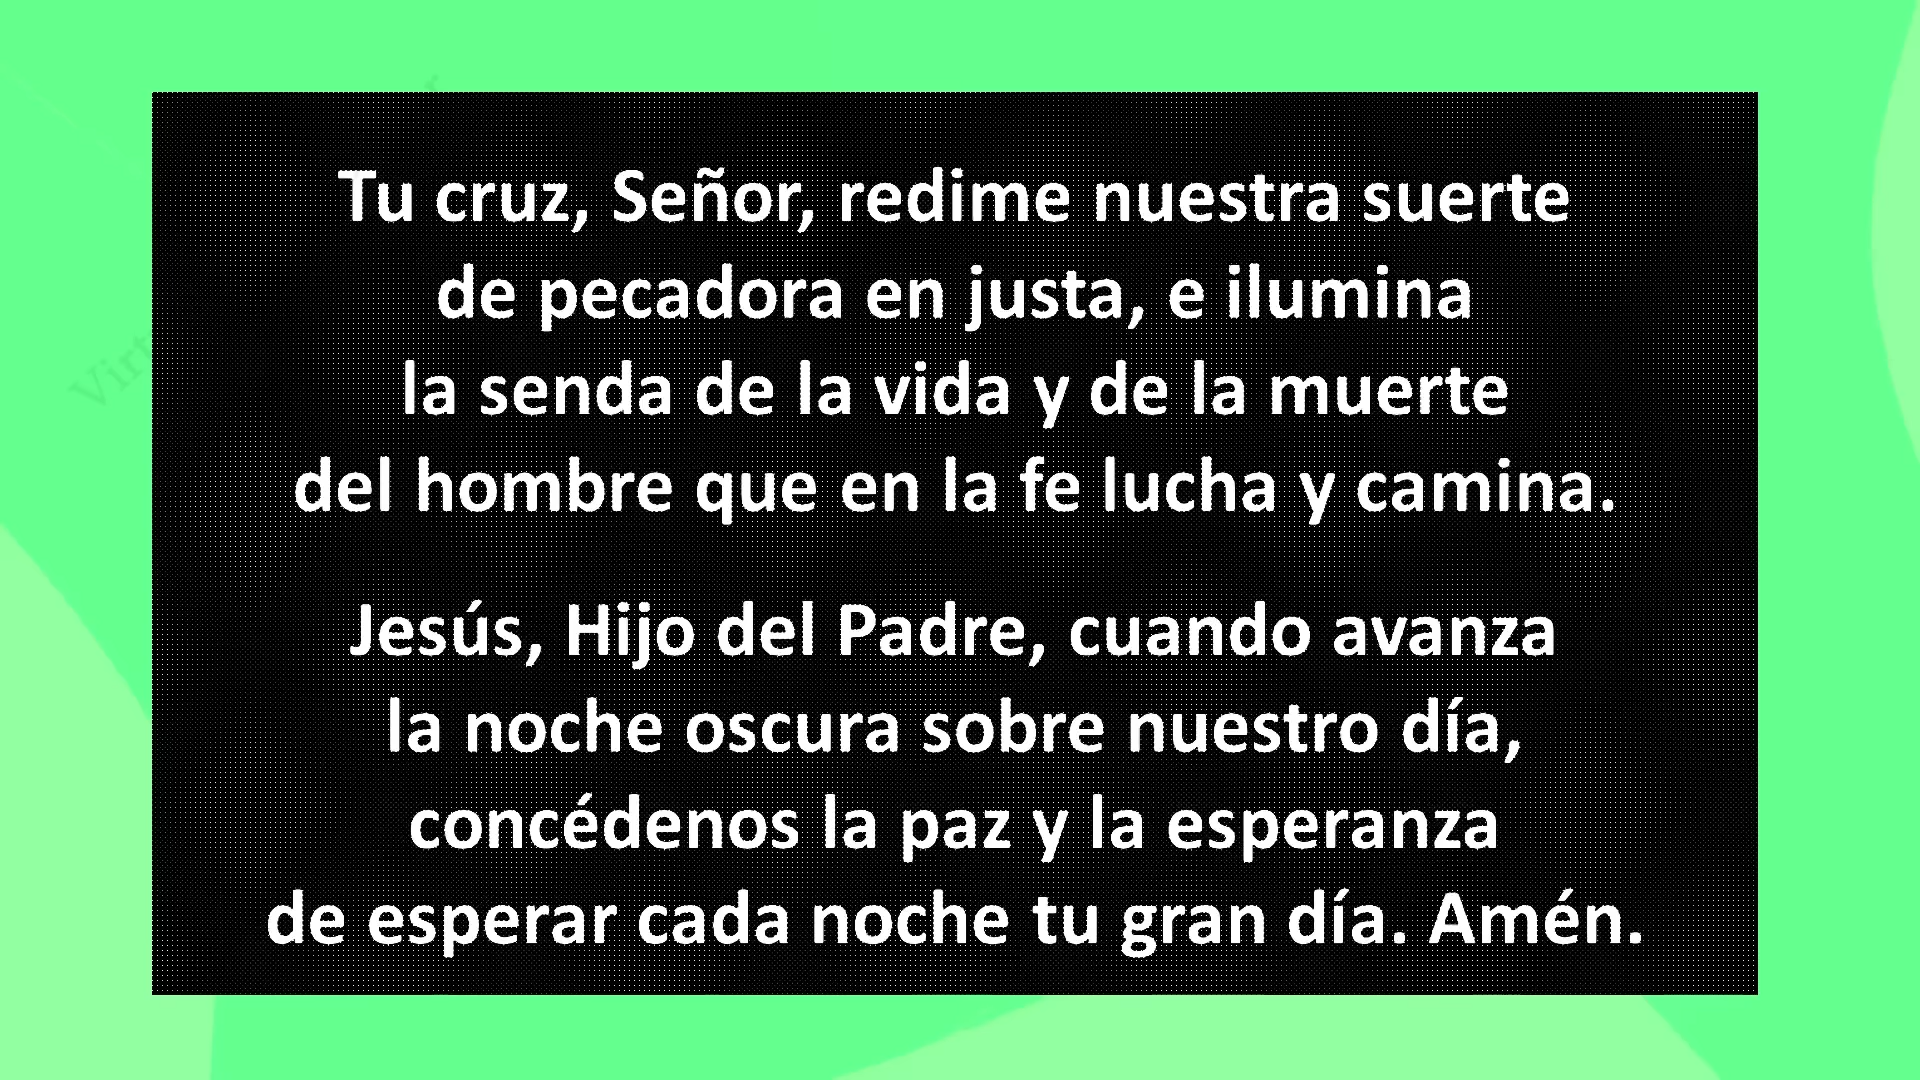 Tu cruz, Señor, redime nuestra suerte
de pecadora en justa, e ilumina
la senda de la vida y de la muerte
del hombre que en la fe lucha y camina.
Jesús, Hijo del Padre, cuando avanza
la noche oscura sobre nuestro día,
concédenos la paz y la esperanza
de esperar cada noche tu gran día. Amén.